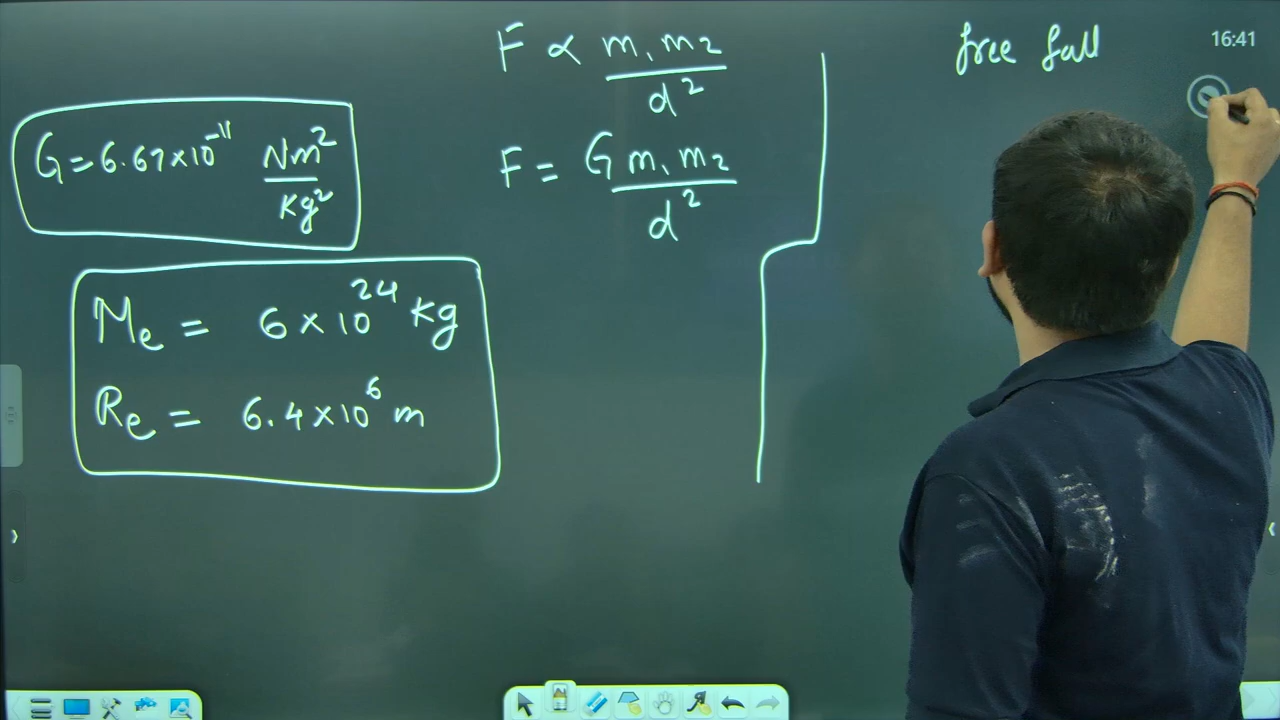 F ∝ m₁m₂/d²
G = 6.67×10⁻¹¹ Nm²/Kg²
F = Gm₁m₂/d²
Me = 6×10²⁴ Kg
Re = 6.4×10⁶ m
free fall
16:41